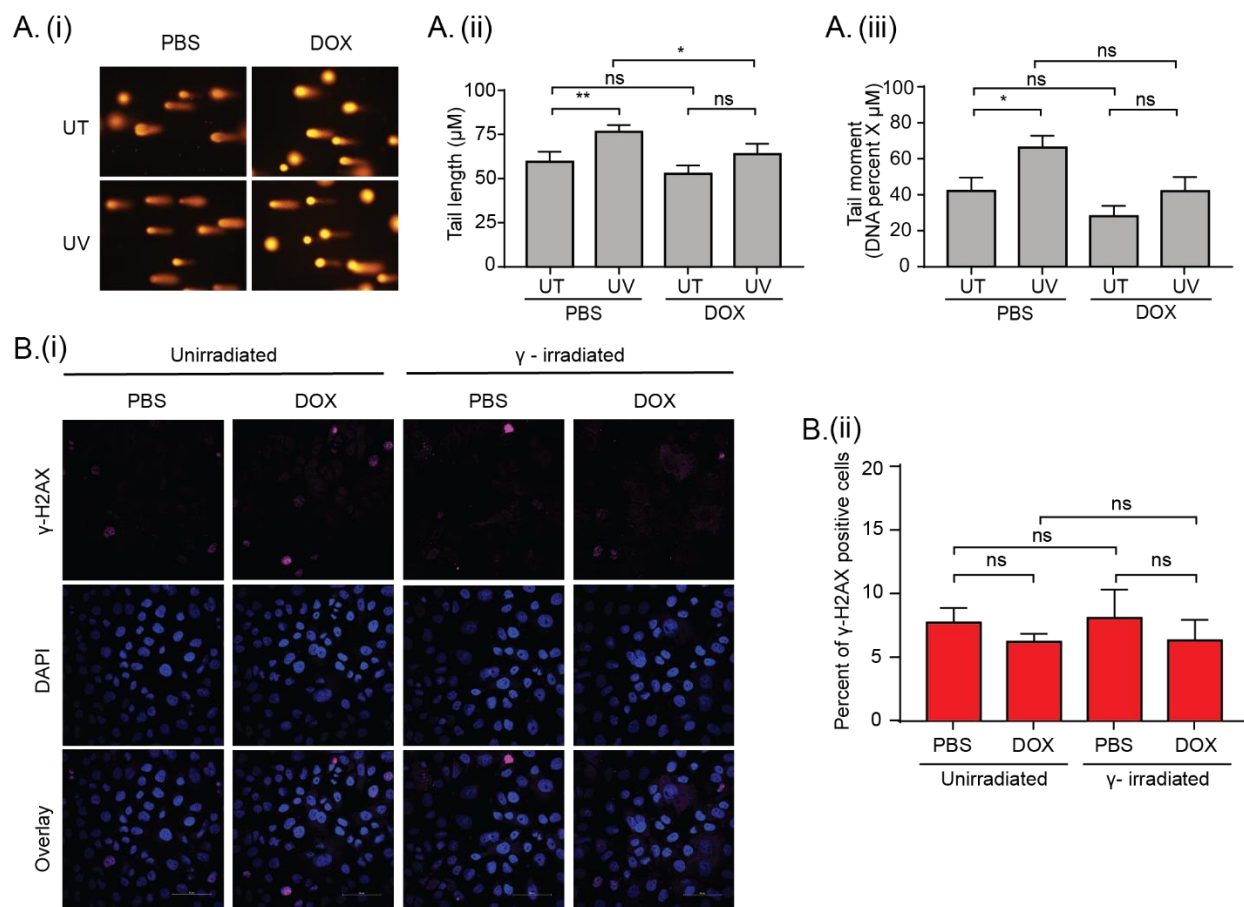 A. (i)
PBS DOX
UT
UV
A. (ii)
* 
ns
** ns
Tail length (µM)
100
75
50
25
0
UT UV UT UV
PBS DOX
A. (iii)
ns
ns
* ns
Tail moment
(DNA percent X µM)
100
80
60
40
20
0
UT UV UT UV
PBS DOX
B. (i)
Unirradiated γ - irradiated
PBS DOX PBS DOX
γ-H2AX
DAPI
Overlay
B. (ii)
Percent of γ-H2AX positive cells
20
15
10
5
0
ns
ns
ns ns
PBS DOX PBS DOX
Unirradiated γ- irradiated